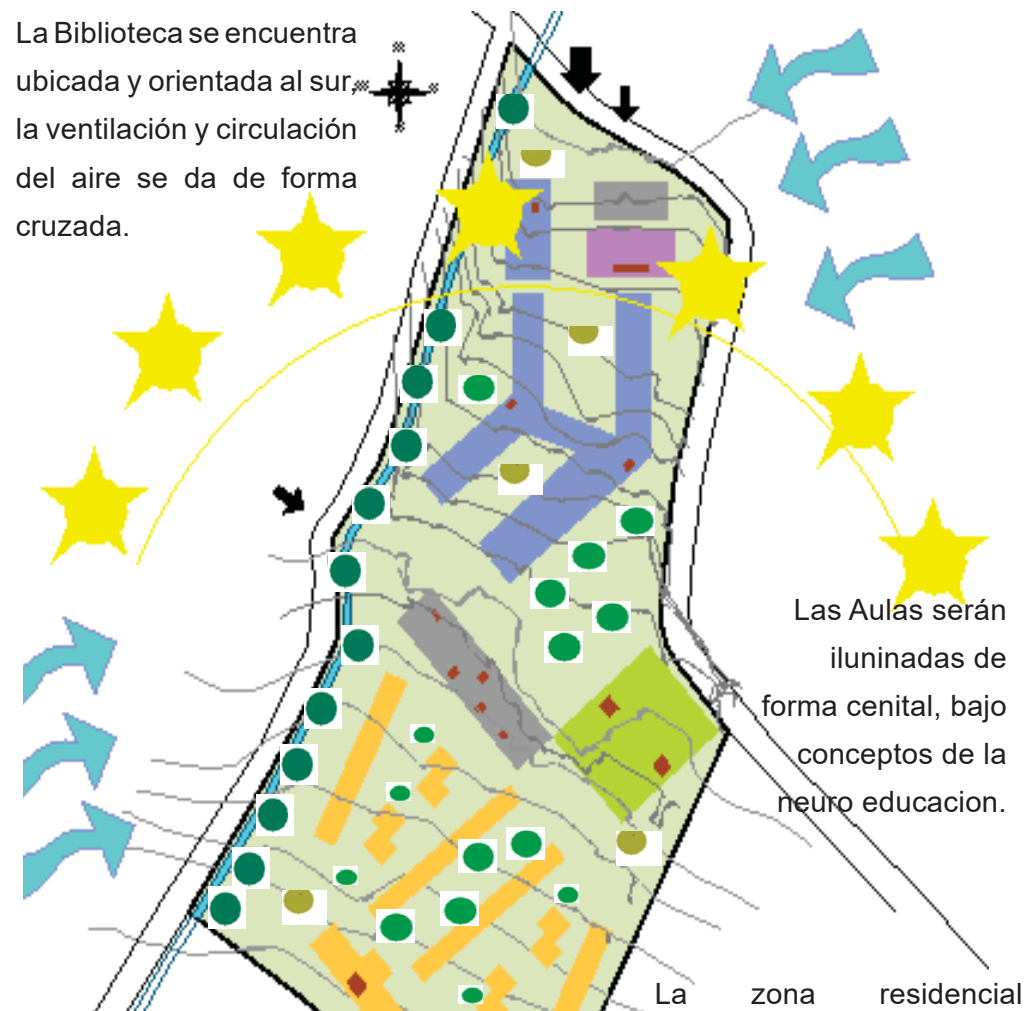 La Biblioteca se encuentra
ubicada y orientada al sur,
la ventilación y circulación
del aire se da de forma
cruzada.
Las Aulas serán
iluninadas de
forma cenital, bajo
conceptos de la
neuro educacion.
La zona residencial